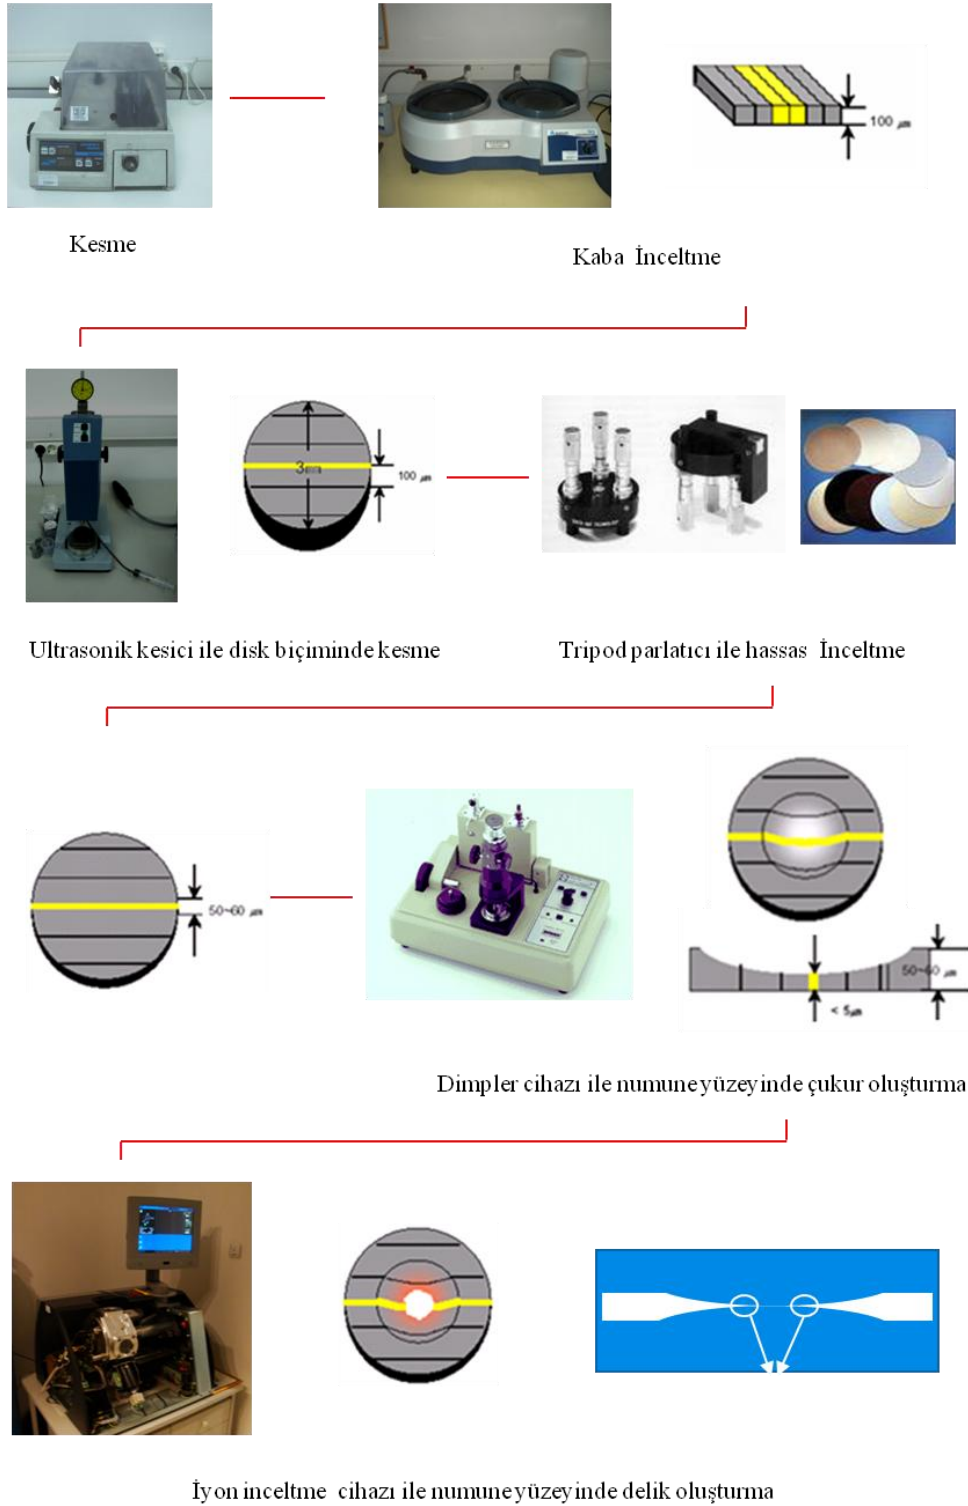 Kesme
100 µm
Kaba İnceltme
3mm
100 µm
Ultrasonik kesici ile disk biçiminde kesme
Tripod parlatıcı ile hassas İnceltme
50~60 µm
50~60 µm
< 5µm
Dimpler cihazı ile numune yüzeyinde çukur oluşturma
İyon inceltme cihazı ile numune yüzeyinde delik oluşturma